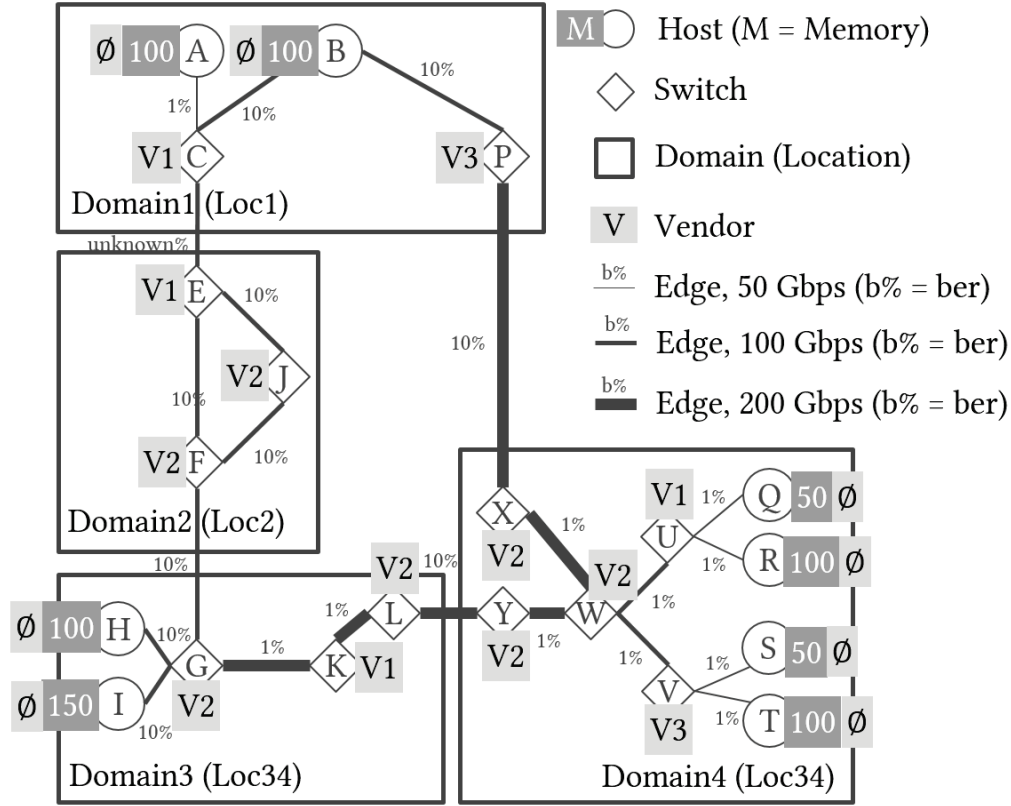 Ø 100 A Ø 100 B
10%
1%
10%
V1 C V3 P
Domain1 (Loc1)
unknown%
V1 E
10%
V2 J
10%
V2 F
10%
Domain2 (Loc2)
10%
10%
Ø 100 H
10%
Ø 150 I
10%
G
V2
1%
K V1
1%
V2
L
10%
Domain3 (Loc34)
X
V2
1%
Y
V2
1%
V2
W
1%
1%
V1
U
1%
1%
Q 50 Ø
R 100 Ø
V
V3
1%
1%
S 50 Ø
T 100 Ø
Domain4 (Loc34)
M Host (M = Memory)
Switch
Domain (Location)
V Vendor
b% Edge, 50 Gbps (b% = ber)
b% Edge, 100 Gbps (b% = ber)
b% Edge, 200 Gbps (b% = ber)